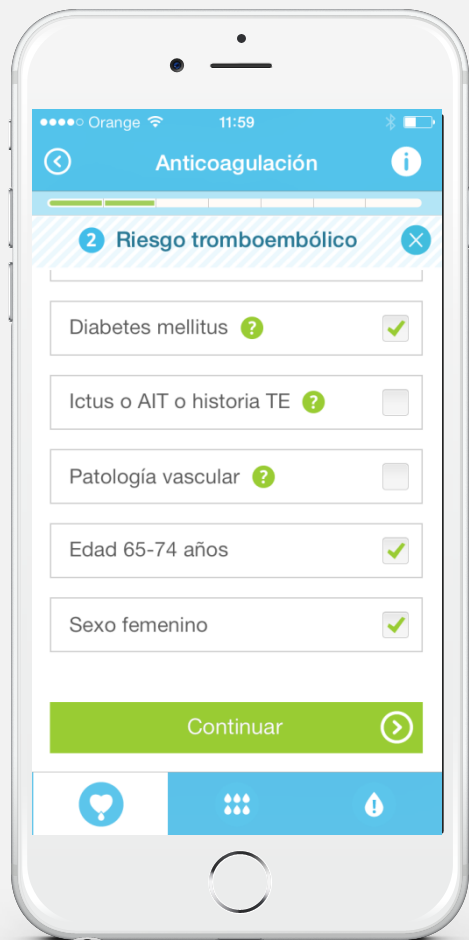 Orange 11:59
Anticoagulación i
2 Riesgo tromboembólico
Diabetes mellitus ?
Ictus o AIT o historia TE ?
Patología vascular ?
Edad 65-74 años
Sexo femenino
Continuar